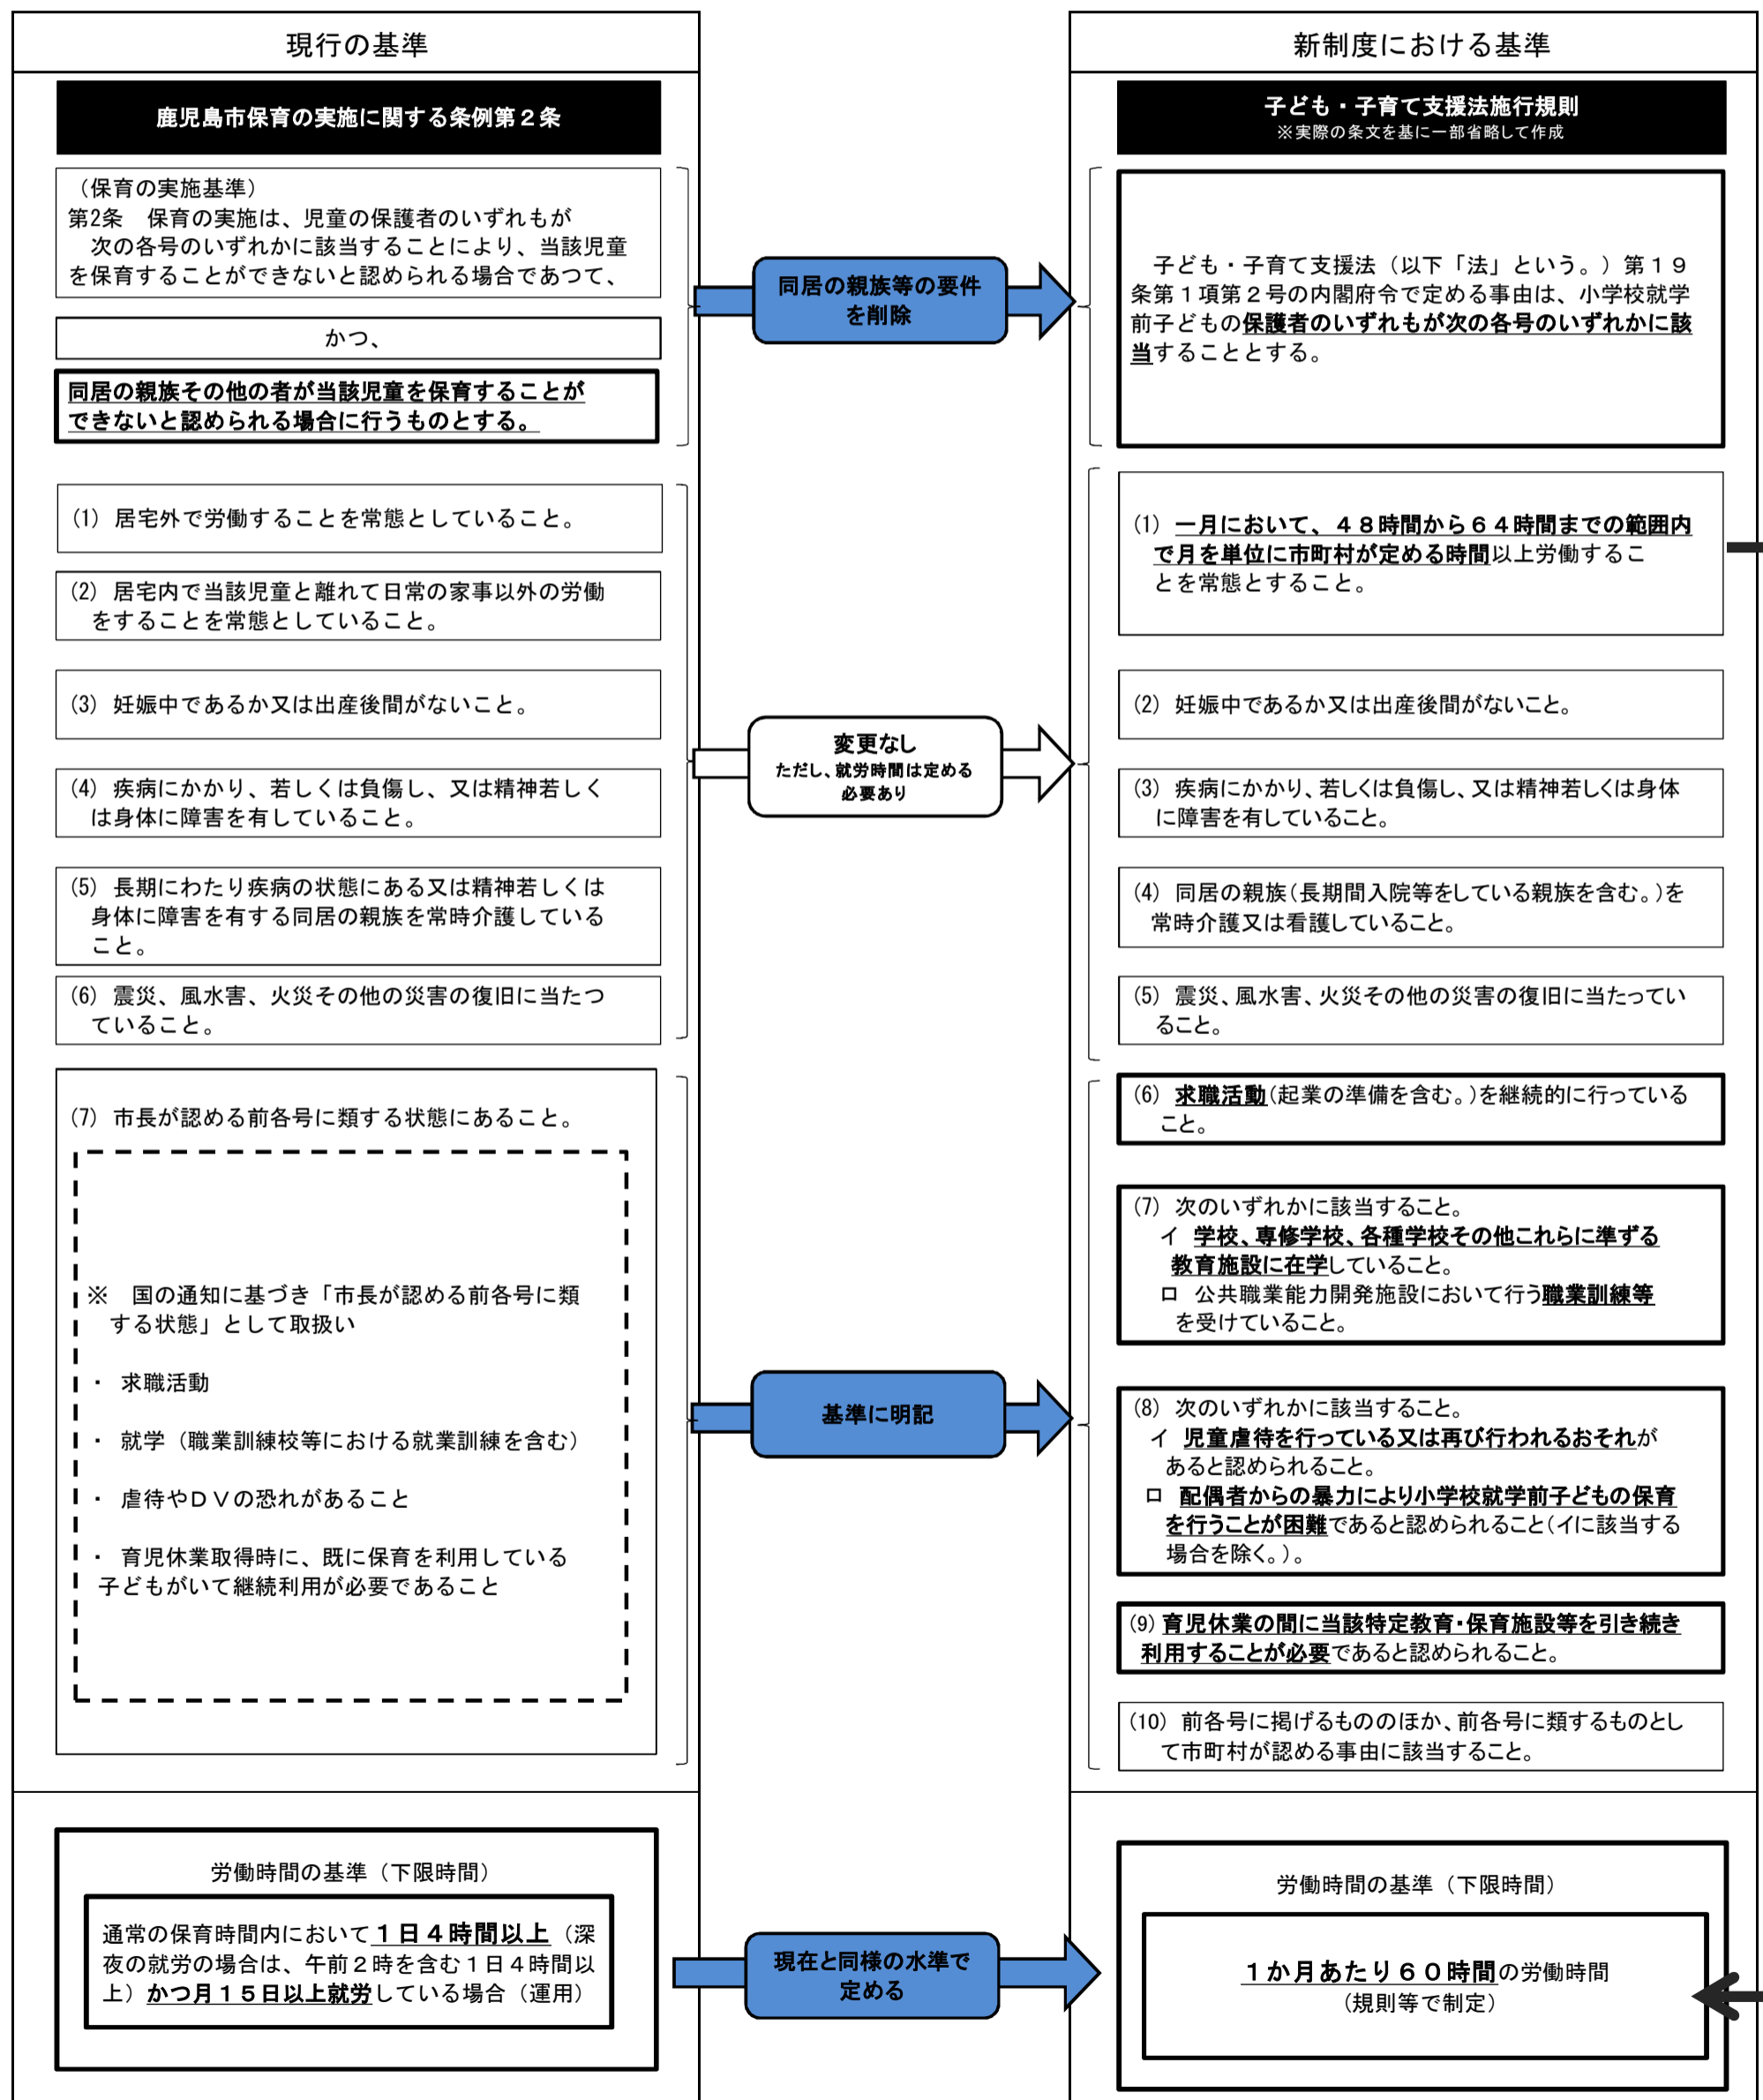 現行の基準
鹿児島市保育の実施に関する条例第２条
（保育の実施基準）
第2条　保育の実施は、児童の保護者のいずれもが
次の各号のいずれかに該当することにより、当該児童
を保育することができないと認められる場合であつて、
かつ、
同居の親族その他の者が当該児童を保育することが
できないと認められる場合に行うものとする。
(1) 居宅外で労働することを常態としていること。
(2) 居宅内で当該児童と離れて日常の家事以外の労働
をすることを常態としていること。
(3) 妊娠中であるか又は出産後間がないこと。
(4) 疾病にかかり、若しくは負傷し、又は精神若しく
は身体に障害を有していること。
(5) 長期にわたり疾病の状態にある又は精神若しくは
身体に障害を有する同居の親族を常時介護している
こと。
(6) 震災、風水害、火災その他の災害の復旧に当たつ
ていること。
(7) 市長が認める前各号に類する状態にあること。
※　国の通知に基づき「市長が認める前各号に類
する状態」として取扱い
・ 求職活動
・ 就学（職業訓練校等における就業訓練を含む）
・ 虐待やＤＶの恐れがあること
・ 育児休業取得時に、既に保育を利用している
子どもがいて継続利用が必要であること
労働時間の基準（下限時間）
通常の保育時間内において１日４時間以上（深
夜の就労の場合は、午前２時を含む１日４時間以
上）かつ月１５日以上就労している場合（運用）
同居の親族等の要件
を削除
変更なし
ただし、就労時間は定める
必要あり
基準に明記
現在と同様の水準で
定める
新制度における基準
子ども・子育て支援法施行規則
※実際の条文を基に一部省略して作成
子ども・子育て支援法（以下「法」という。）第１９
条第１項第２号の内閣府令で定める事由は、小学校就学
前子どもの保護者のいずれもが次の各号のいずれかに該
当することとする。
(1) 一月において、４８時間から６４時間までの範囲内
で月を単位に市町村が定める時間以上労働するこ
とを常態とすること。
(2) 妊娠中であるか又は出産後間がないこと。
(3) 疾病にかかり、若しくは負傷し、又は精神若しくは身体
に障害を有していること。
(4) 同居の親族（長期間入院等をしている親族を含む。）を
常時介護又は看護していること。
(5) 震災、風水害、火災その他の災害の復旧に当たってい
ること。
(6) 求職活動（起業の準備を含む。）を継続的に行っている
こと。
(7) 次のいずれかに該当すること。
イ 学校、専修学校、各種学校その他これらに準ずる
教育施設に在学していること。
ロ 公共職業能力開発施設において行う職業訓練等
を受けていること。
(8) 次のいずれかに該当すること。
イ 児童虐待を行っている又は再び行われるおそれが
あると認められること。
ロ 配偶者からの暴力により小学校就学前子どもの保育
を行うことが困難であると認められること（イに該当する
場合を除く。）。
(9) 育児休業の間に当該特定教育・保育施設等を引き続き
利用することが必要であると認められること。
(10) 前各号に掲げるもののほか、前各号に類するものとし
て市町村が認める事由に該当すること。
労働時間の基準（下限時間）
１か月あたり６０時間の労働時間
（規則等で制定）